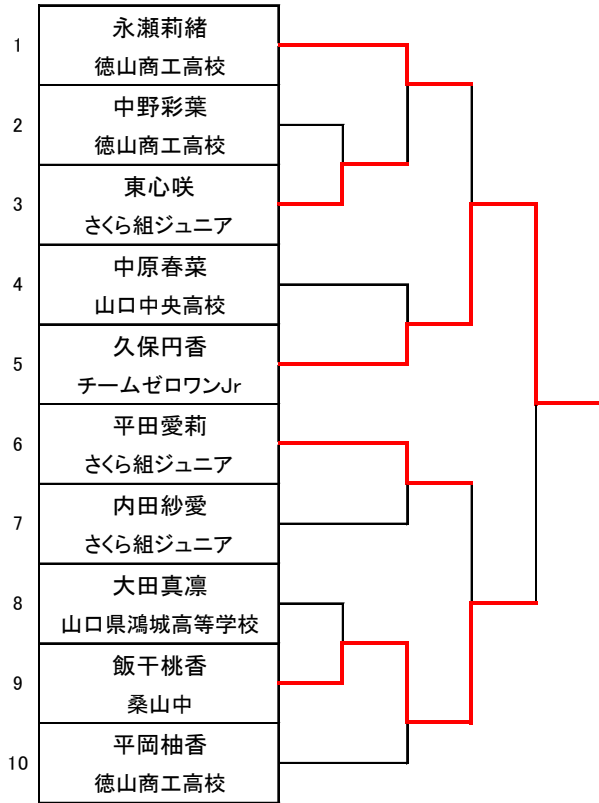 1
永瀬莉緒
徳山商工高校
2
中野彩葉
徳山商工高校
3
東心咲
さくら組ジュニア
4
中原春菜
山口中央高校
5
久保円香
チームゼロワンJr
6
平田愛莉
さくら組ジュニア
7
内田紗愛
さくら組ジュニア
8
大田真凛
山口県鴻城高等学校
9
飯干桃香
桑山中
10
平岡柚香
徳山商工高校